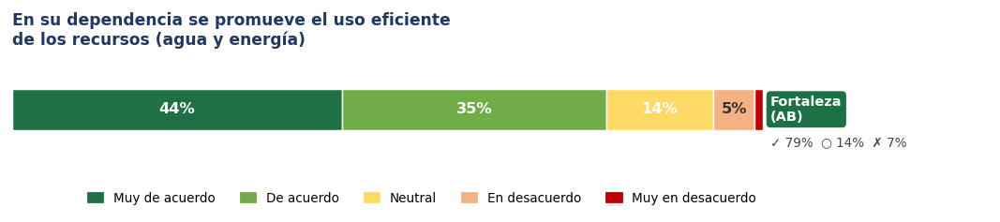 En su dependencia se promueve el uso eficiente
de los recursos (agua y energía)
44% 35% 14% 5%
Fortaleza
(AB)
✓ 79% ○ 14% ✗ 7%
Muy de acuerdo De acuerdo Neutral En desacuerdo Muy en desacuerdo